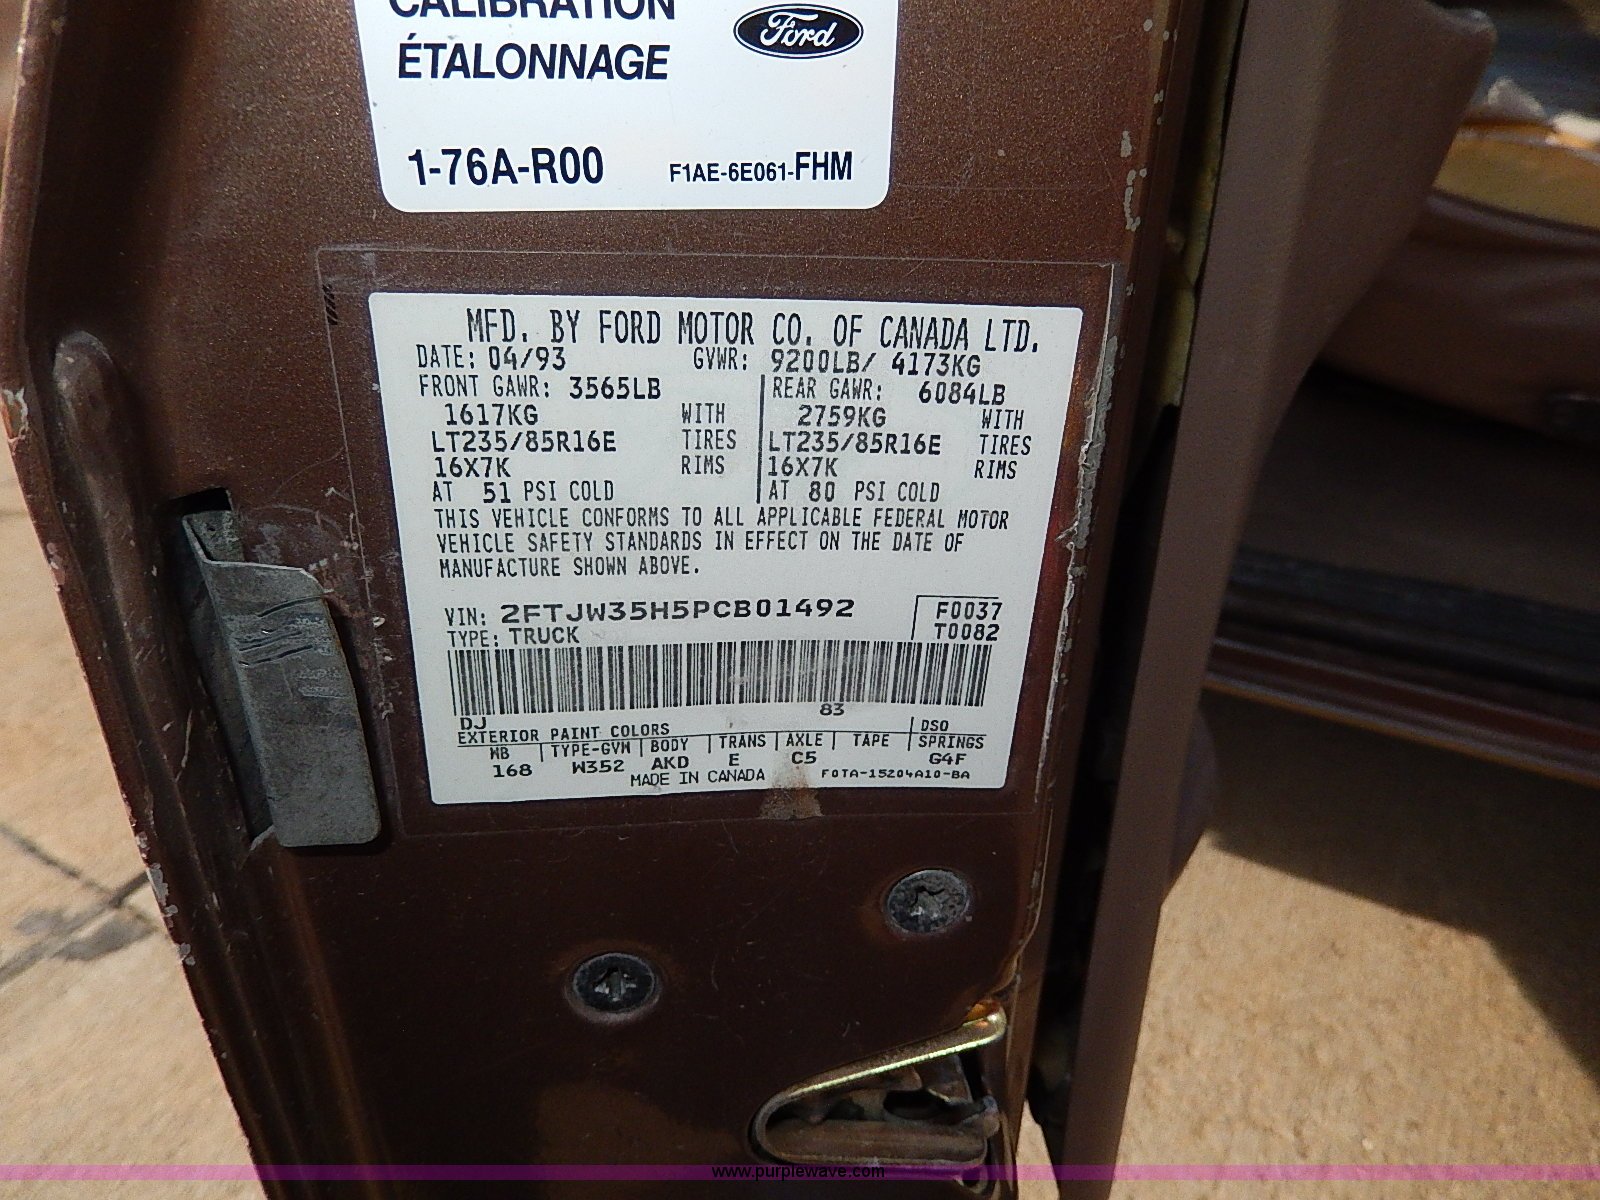 CALIBRATION
ÉTALONNAGE
Ford
1-76A-R00 F1AE-6E061-FHM
MFD. BY FORD MOTOR CO. OF CANADA LTD.
DATE: 04/93 GVWR: 9200LB/ 4173KG
FRONT GAWR: 3565LB REAR GAWR: 6084LB
1617KG WITH 2759KG WITH
LT235/85R16E TIRES LT235/85R16E TIRES
16X7K RIMS 16X7K RIMS
AT 51 PSI COLD AT 80 PSI COLD
THIS VEHICLE CONFORMS TO ALL APPLICABLE FEDERAL MOTOR
VEHICLE SAFETY STANDARDS IN EFFECT ON THE DATE OF
MANUFACTURE SHOWN ABOVE.
VIN: 2FTJW35H5PCB01492 F0037
TYPE: TRUCK T0082
DJ 83
EXTERIOR PAINT COLORS DSO
WB TYPE-GVW BODY TRANS AXLE TAPE SPRINGS
168 W352 AKD E C5 G4F
MADE IN CANADA F0TA-15204A10-BA
www.purplewave.com